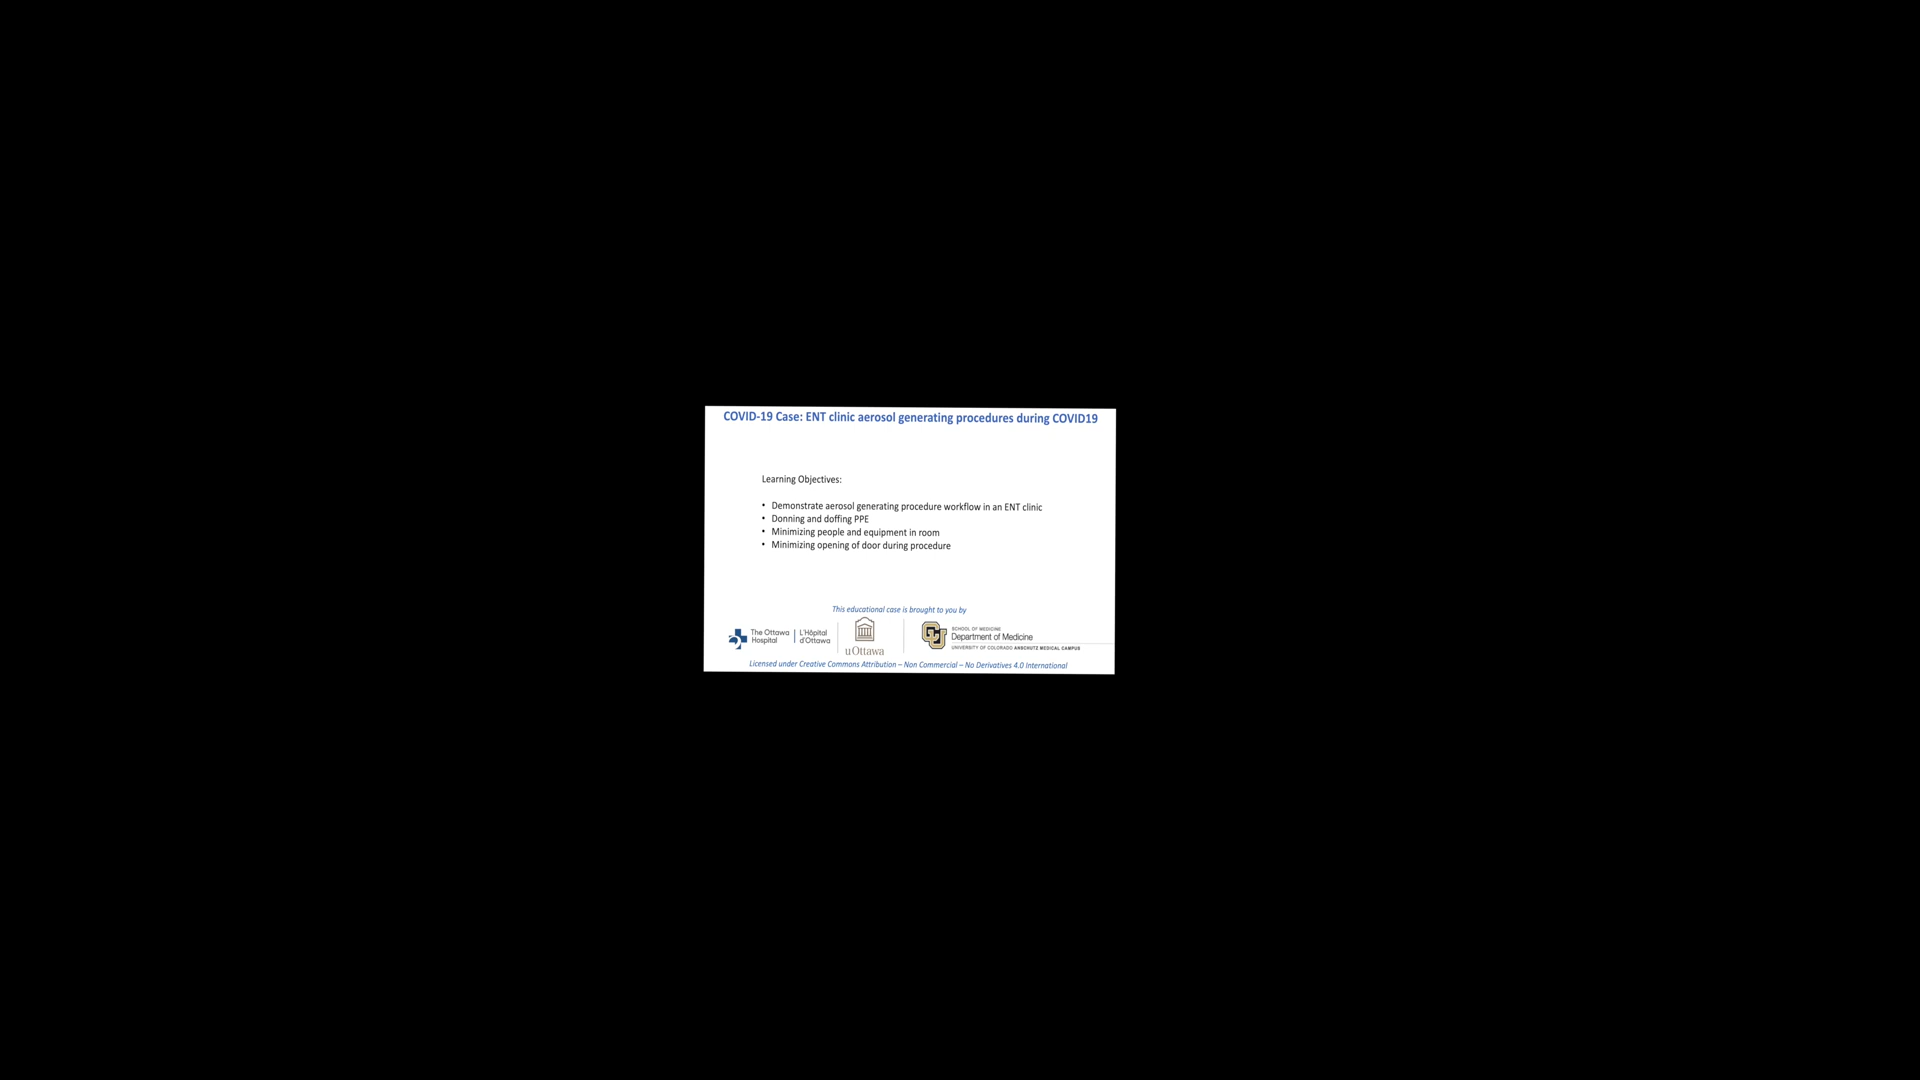 COVID-19 Case: ENT clinic aerosol generating procedures during COVID19
Learning Objectives:
• Demonstrate aerosol generating procedure workflow in an ENT clinic
• Donning and doffing PPE
• Minimizing people and equipment in room
• Minimizing opening of door during procedure
This educational case is brought to you by
The Ottawa Hospital | L'Hôpital d'Ottawa
uOttawa
SCHOOL OF MEDICINE
Department of Medicine
UNIVERSITY OF COLORADO ANSCHUTZ MEDICAL CAMPUS
Licensed under Creative Commons Attribution – Non Commercial – No Derivatives 4.0 International